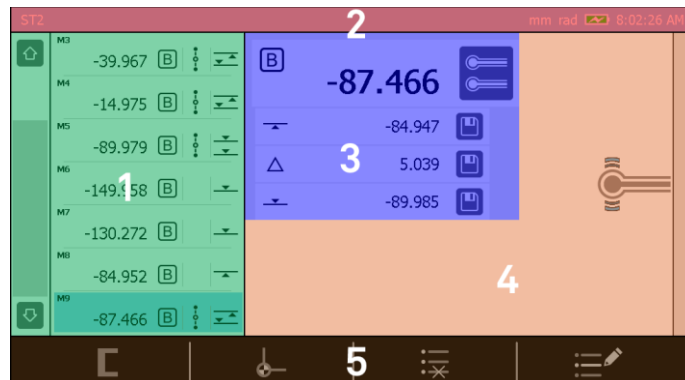 ST2 mm rad 8:02:26 AM
2
M3
-39.967 B
M4
-14.975 B
M5
-89.979 B
M6
-149.958 B
1
M7
-130.272 B
M8
-84.952 B
M9
-87.466 B
B
-87.466
-84.947
3
△ 5.039
-89.985
4
5